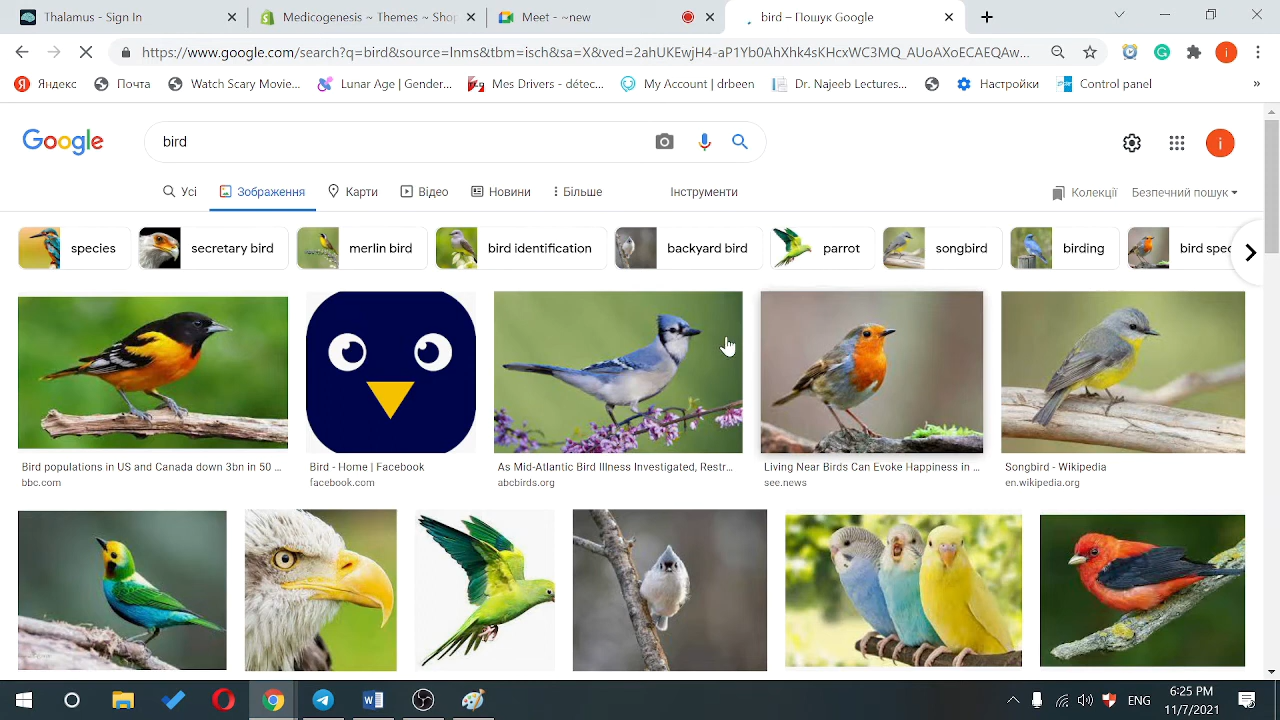 Thalamus - Sign In
Medicogenesis ~ Themes ~ Shop
Meet - ~new
bird – Пошук Google
https://www.google.com/search?q=bird&source=lnms&tbm=isch&sa=X&ved=2ahUKEwjH4-aP1Yb0AhXhk4sKHcxWC3MQ_AUoAXoECAEQAw...
Яндекс
Почта
Watch Scary Movie...
Luna Age | Gender...
Mes Drivers - détec...
My Account | drbeen
Dr. Najeeb Lectures...
Настройки
Control panel
»
Google
bird
i
Усі
Зображення
Карти
Відео
Новини
Більше
Інструменти
Колекції
Безпечний пошук
species
secretary bird
merlin bird
bird identification
backyard bird
parrot
songbird
birding
bird spec
Bird populations in US and Canada down 3bn in 50 ...
bbc.com
Bird - Home | Facebook
facebook.com
As Mid-Atlantic Bird Illness Investigated, Restr...
abcbirds.org
Living Near Birds Can Evoke Happiness in ...
see.news
Songbird - Wikipedia
en.wikipedia.org
ENG
6:25 PM
11/7/2021